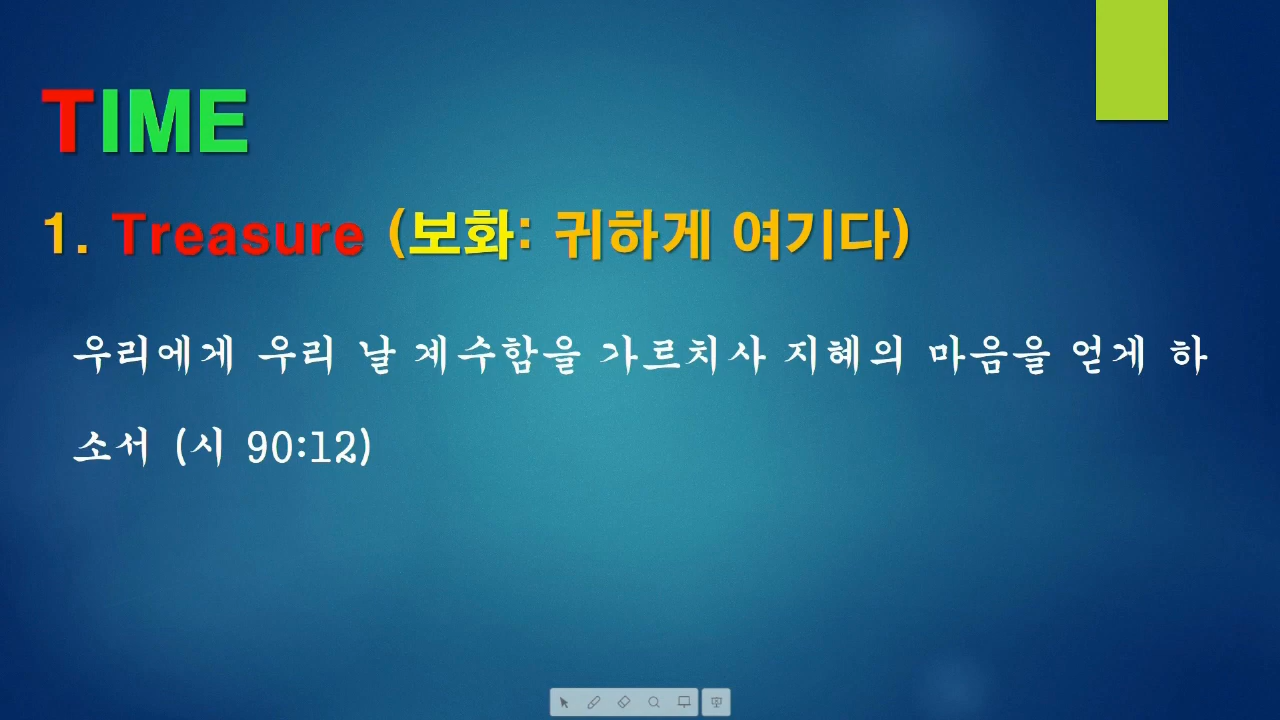 TIME
1. Treasure (보화: 귀하게 여기다)
우리에게 우리 날 계수함을 가르치사 지혜의 마음을 얻게 하
소서 (시 90:12)